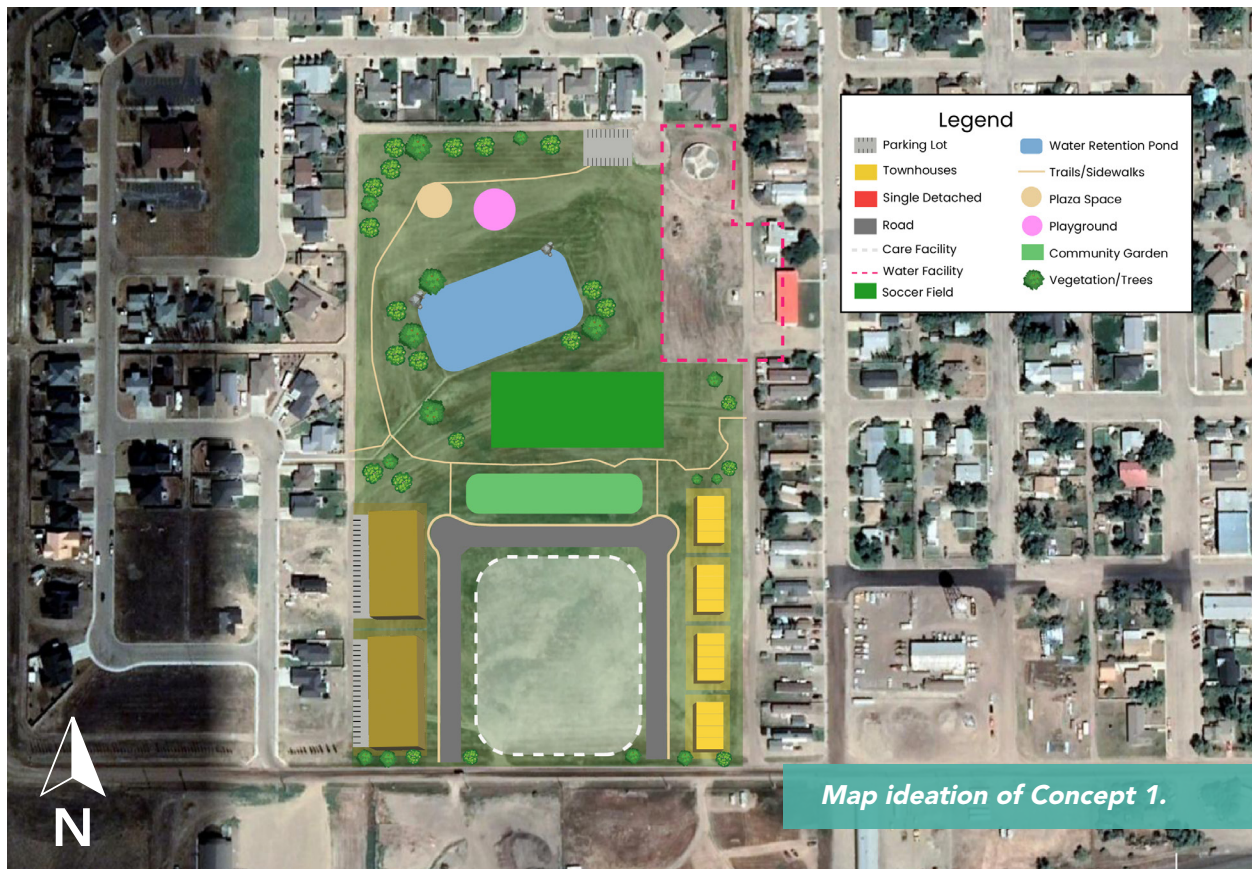 Legend
Parking Lot
Townhouses
Single Detached
Road
Care Facility
Water Facility
Soccer Field
Water Retention Pond
Trails/Sidewalks
Plaza Space
Playground
Community Garden
Vegetation/Trees
N
Map ideation of Concept 1.